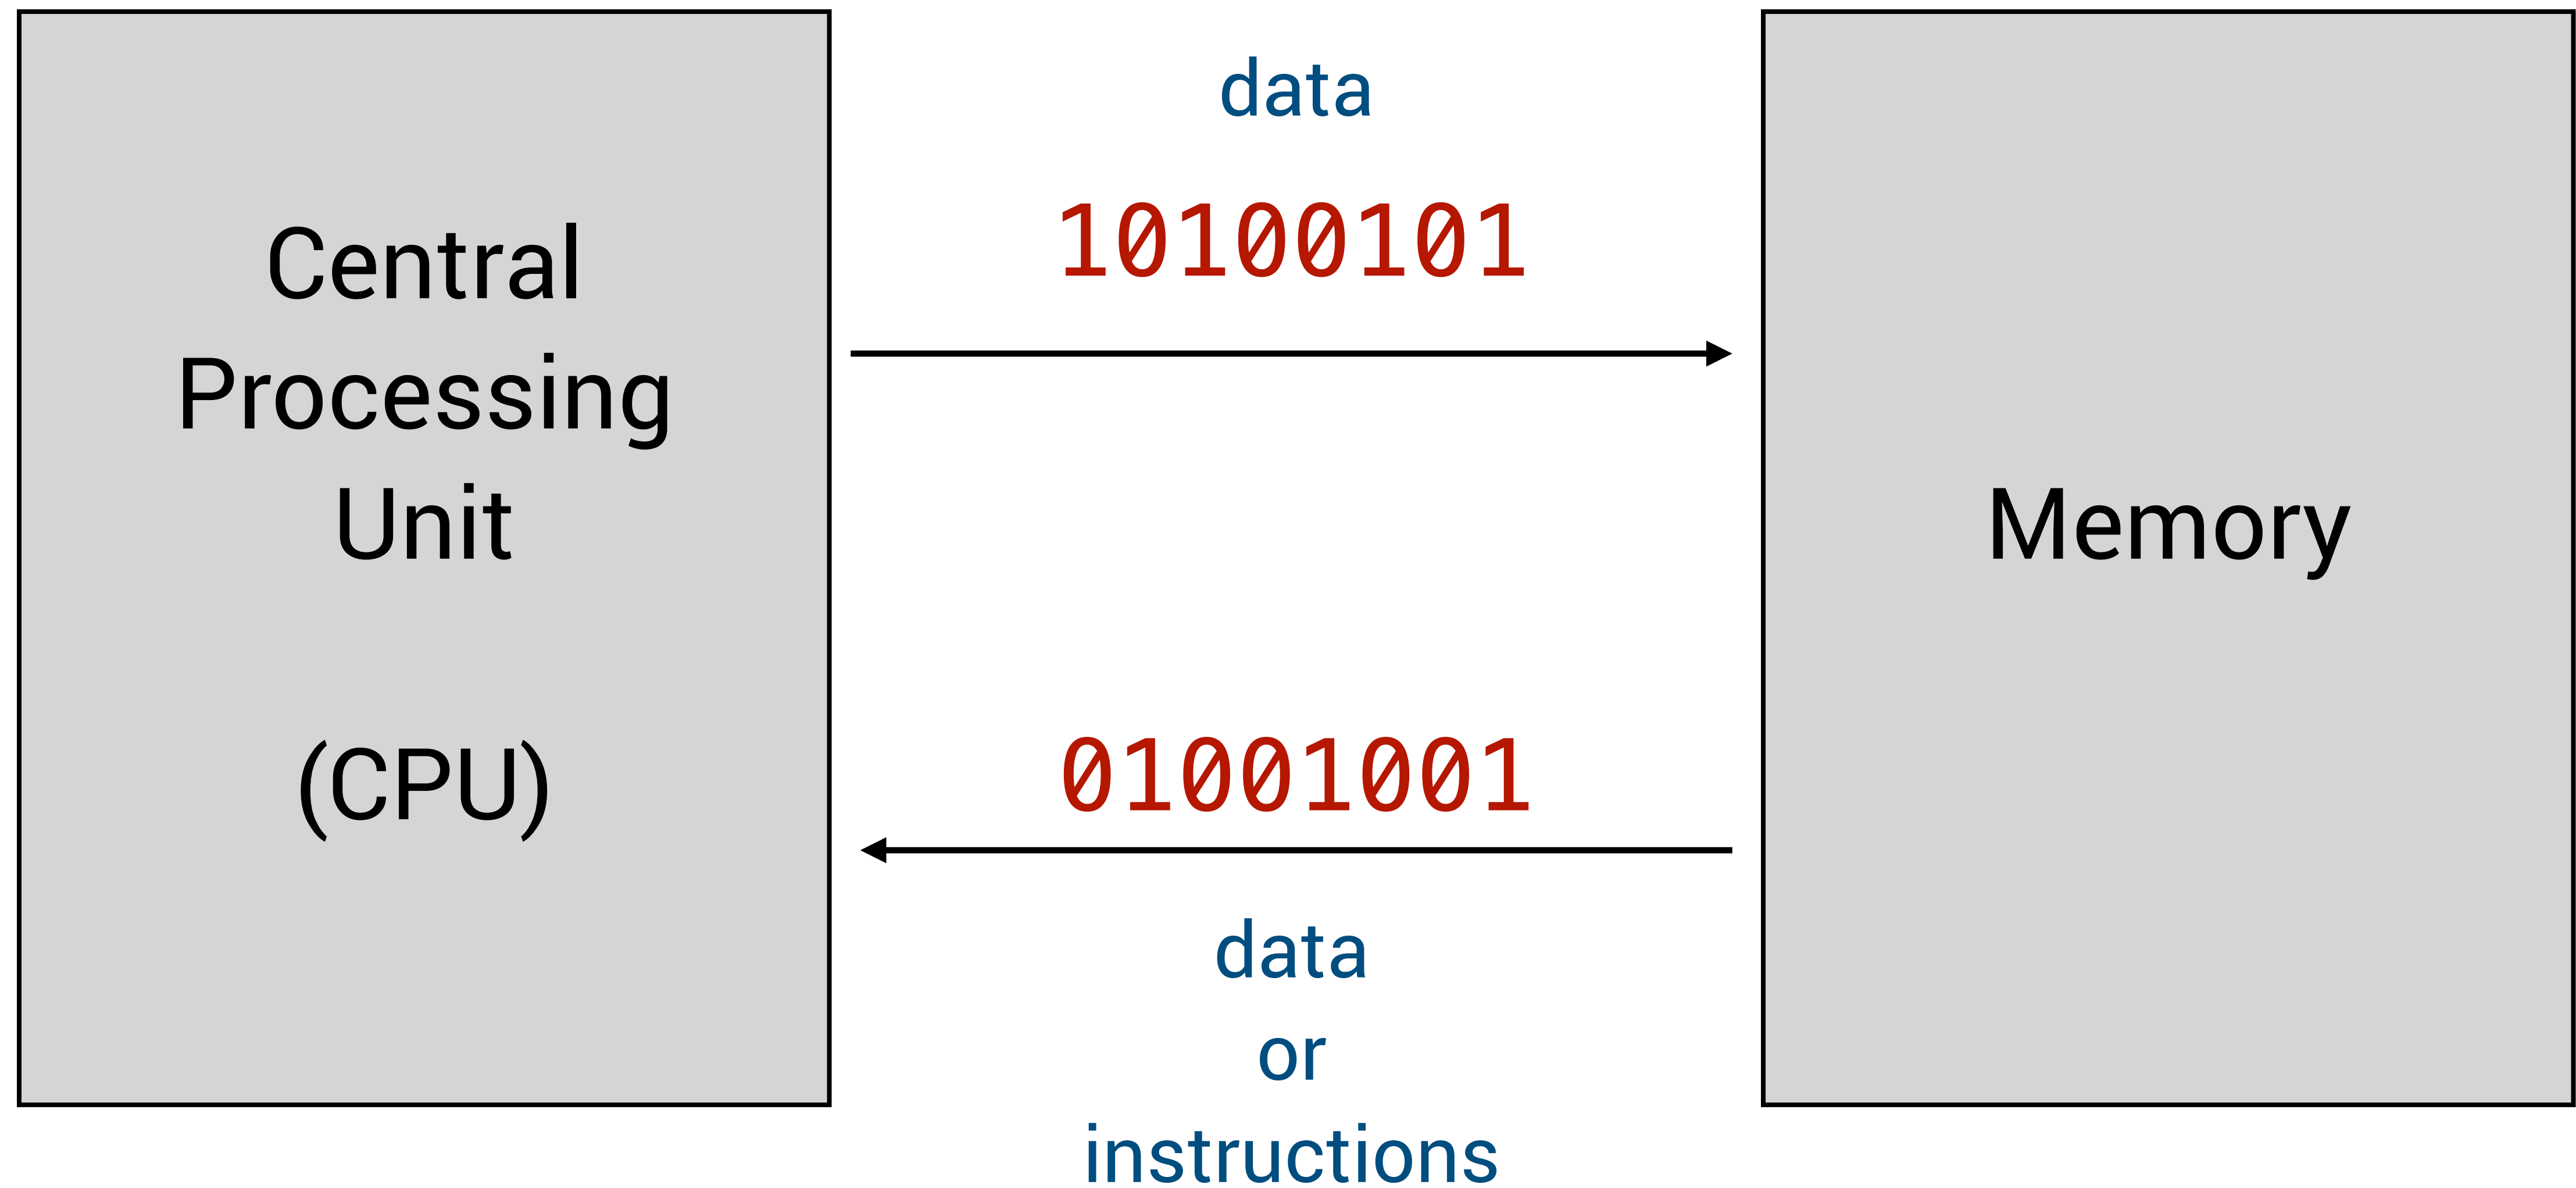 Central
Processing
Unit
(CPU)
data
10100101
01001001
data
or
instructions
Memory